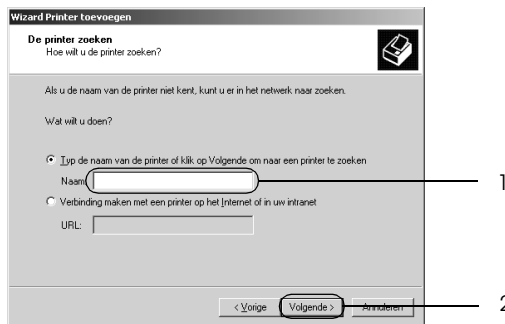 Wizard Printer toevoegen
De printer zoeken
Hoe wilt u de printer zoeken?
Als u de naam van de printer niet kent, kunt u er in het netwerk naar zoeken.
Wat wilt u doen?
Typ de naam van de printer of klik op Volgende om naar een printer te zoeken
Naam:
1
Verbinding maken met een printer op het Internet of in uw intranet
URL:
< Vorige Volgende > Annuleren
2